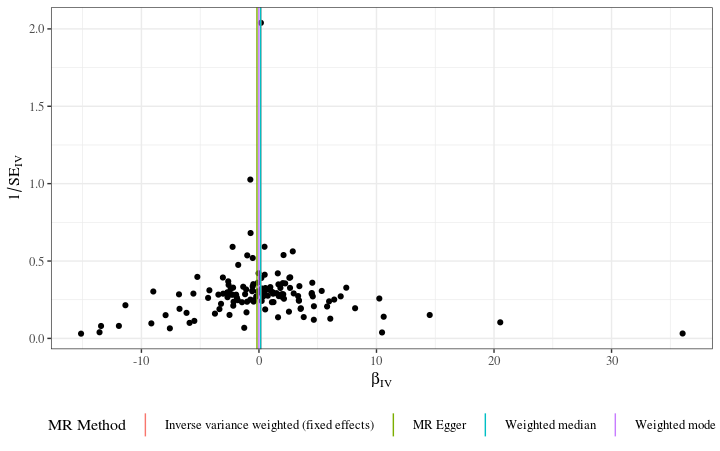 2.0
1.5
1.0
0.5
0.0
1/SE_IV
-10 0 10 20 30
β_IV
MR Method Inverse variance weighted (fixed effects) MR Egger Weighted median Weighted mode